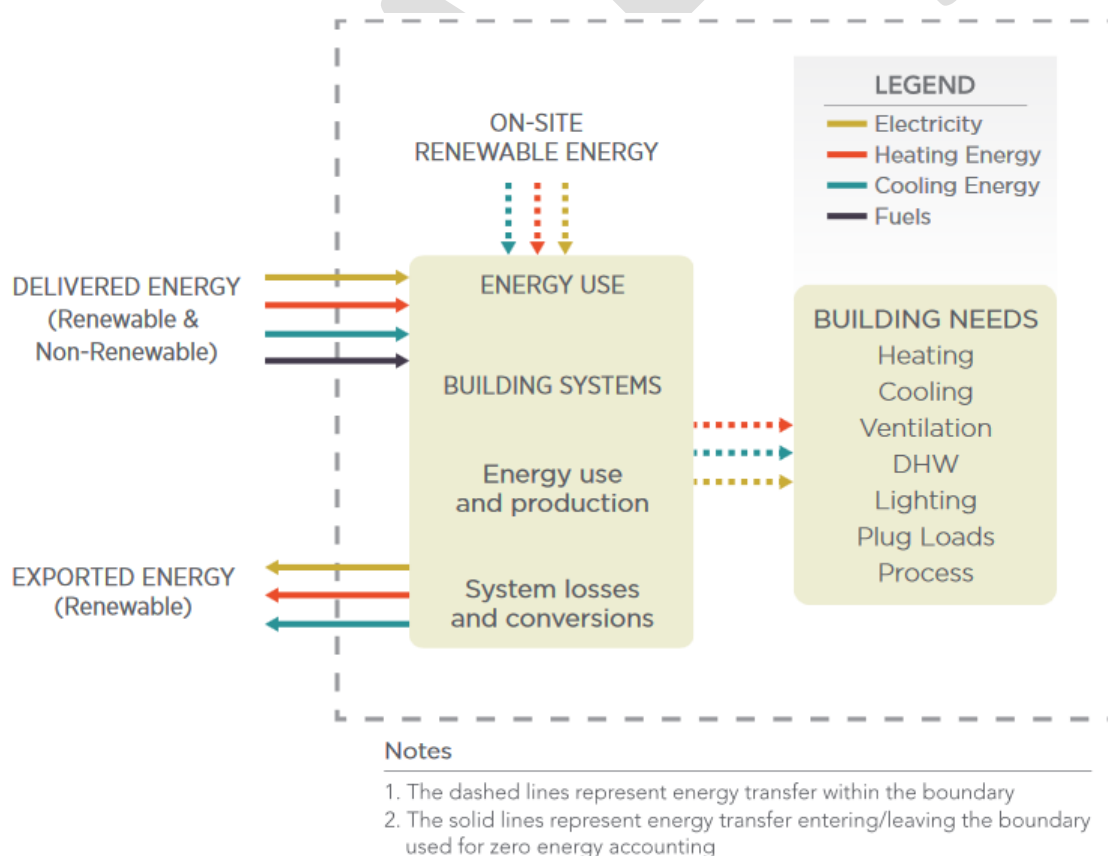 LEGEND
Electricity
Heating Energy
Cooling Energy
Fuels
ON-SITE
RENEWABLE ENERGY
DELIVERED ENERGY
(Renewable &
Non-Renewable)
ENERGY USE
BUILDING SYSTEMS
Energy use
and production
System losses
and conversions
BUILDING NEEDS
Heating
Cooling
Ventilation
DHW
Lighting
Plug Loads
Process
EXPORTED ENERGY
(Renewable)
Notes
1. The dashed lines represent energy transfer within the boundary
2. The solid lines represent energy transfer entering/leaving the boundary
used for zero energy accounting